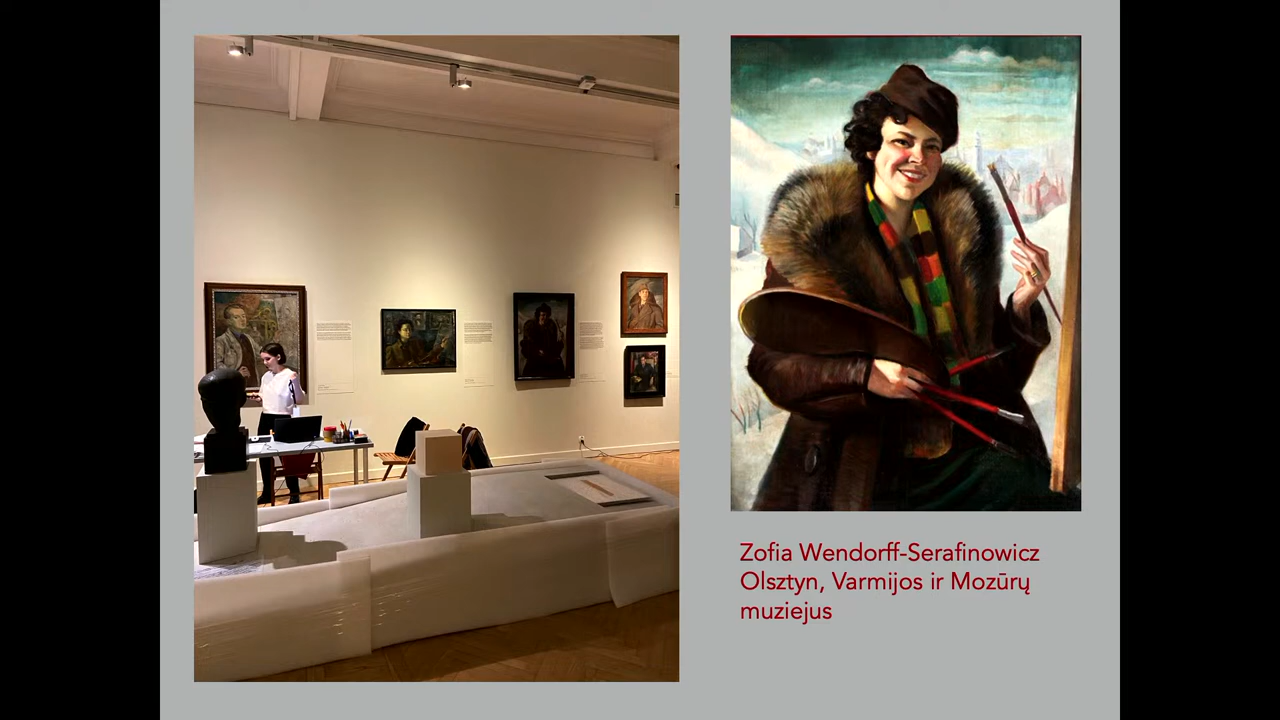 Zofia Wendorff-Serafinowicz
Olsztyn, Varmijos ir Mozūrų
muziejus